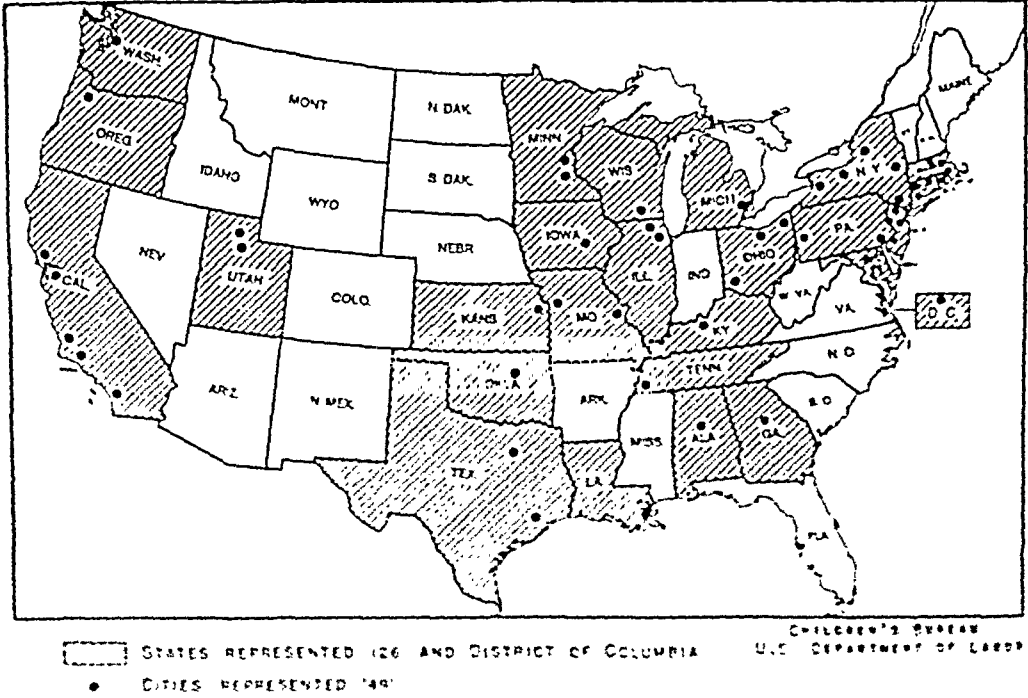 WASH.
MONT
N. DAK.
MINN
MAINE
OREG.
IDAHO
S. DAK.
WIS.
N.Y.
WYO
MICH
NEV.
UTAH
NEBR
IOWA
PA.
CAL.
COLO.
ILL.
IND
OHIO
W. VA.
VA.
D. C.
KANS
MO.
KY
ARIZ.
N. MEX.
OKLA
ARK.
TENN.
N. C.
S. C.
TEX.
LA.
MISS
ALA
GA.
FLA
STATES REPRESENTED (26 AND DISTRICT OF COLUMBIA
CITIES REPRESENTED (49)
CHILDREN'S BUREAU
U.S. DEPARTMENT OF LABOR